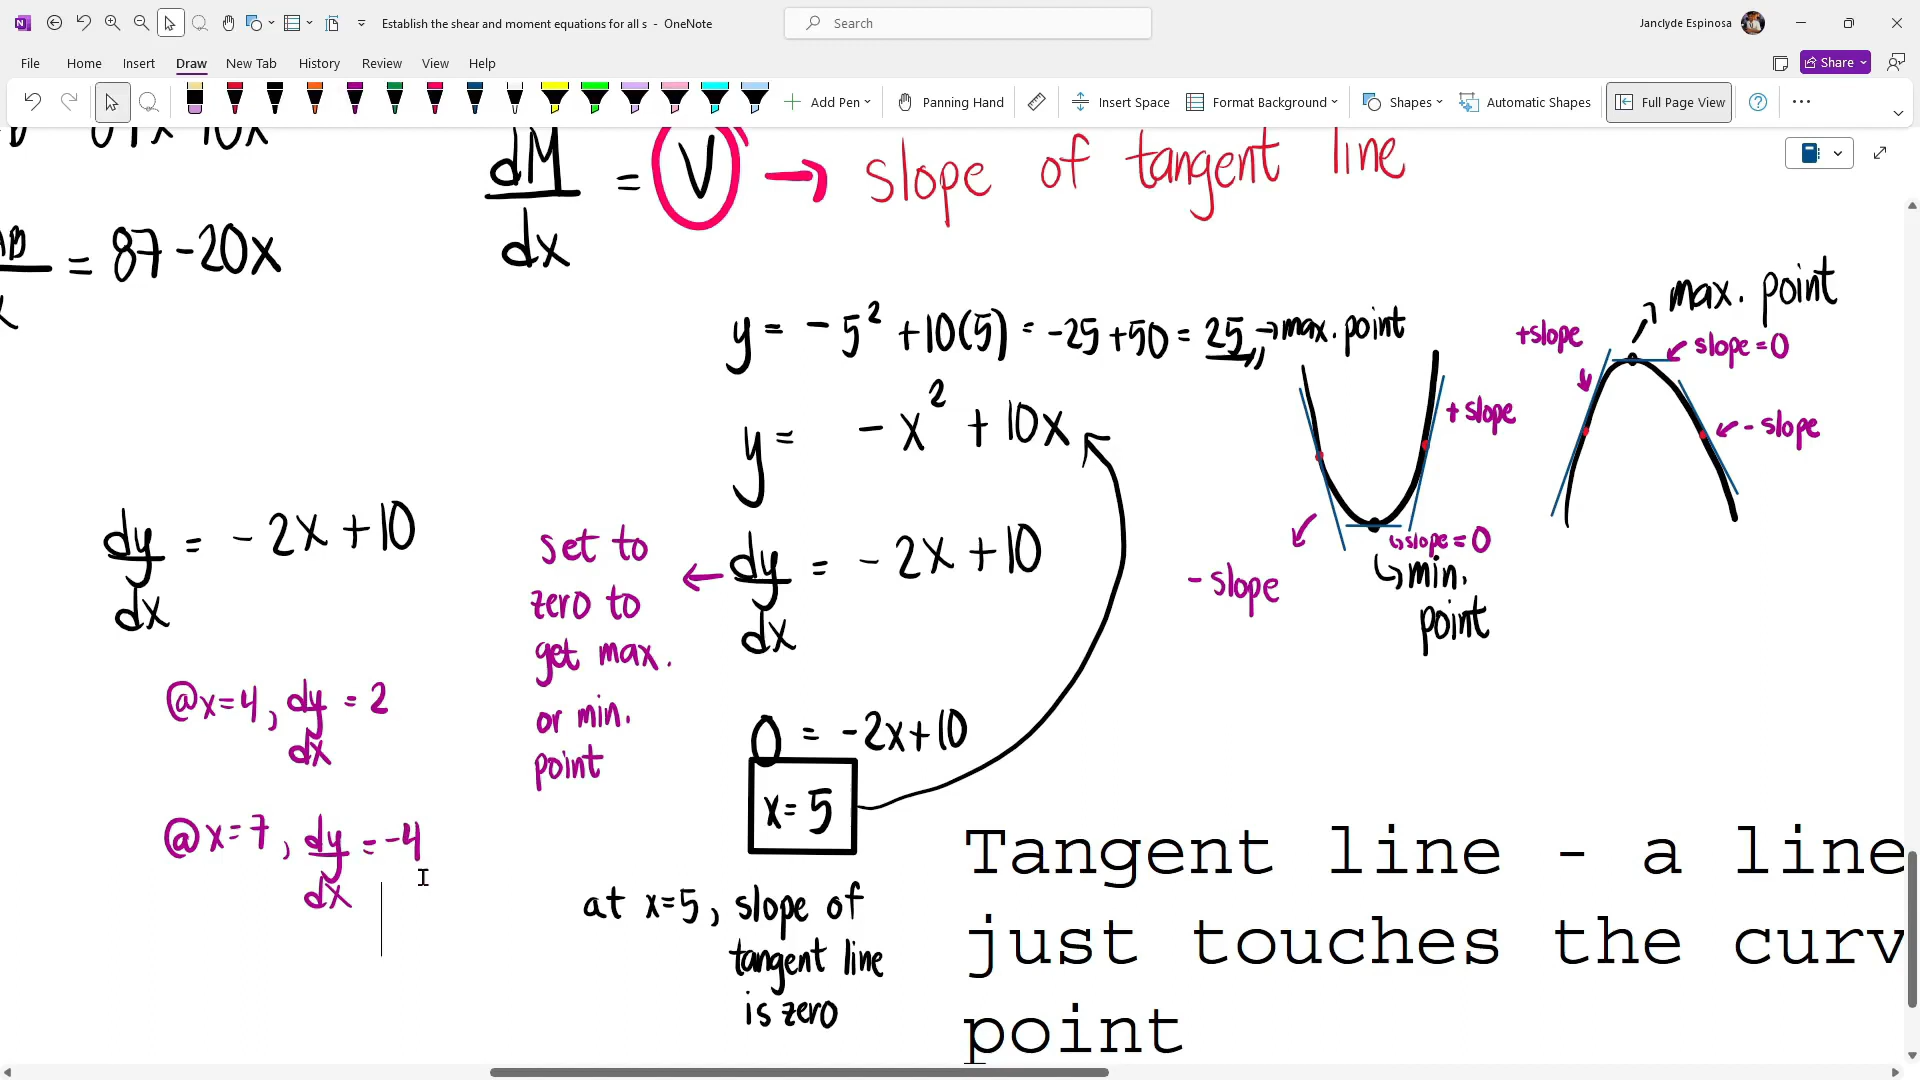 Establish the shear and moment equations for all s - OneNote
Search
Janclyde Espinosa
File Home Insert Draw New Tab History Review View Help
Share
Add Pen Panning Hand Insert Space Format Background Shapes Automatic Shapes Full Page View
dM/dx = V → slope of tangent line
= 87 - 20x
y = -5² + 10(5) = -25 + 50 = 25 → max. point
y = -x² + 10x
dy/dx = -2x + 10
set to
zero to
get max.
or min.
point
0 = -2x + 10
x = 5
at x=5, slope of
tangent line
is zero
dy/dx = -2x + 10
@x=4, dy/dx = 2
@x=7, dy/dx = -4
+ slope
- slope
slope = 0
min.
point
max. point
+slope
slope = 0
- slope
Tangent line - a line
just touches the curv
point